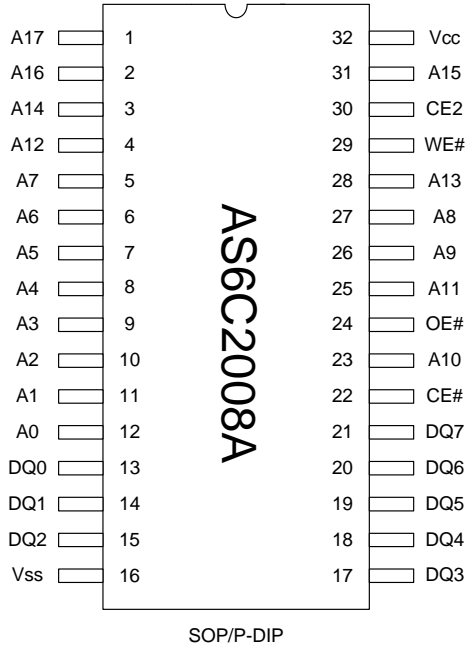 A17 1 32 Vcc
A16 2 31 A15
A14 3 30 CE2
A12 4 29 WE#
A7 5 28 A13
A6 6 27 A8
A5 7 26 A9
A4 8 25 A11
A3 9 24 OE#
A2 10 23 A10
A1 11 22 CE#
A0 12 21 DQ7
DQ0 13 20 DQ6
DQ1 14 19 DQ5
DQ2 15 18 DQ4
Vss 16 17 DQ3
AS6C2008A
SOP/P-DIP